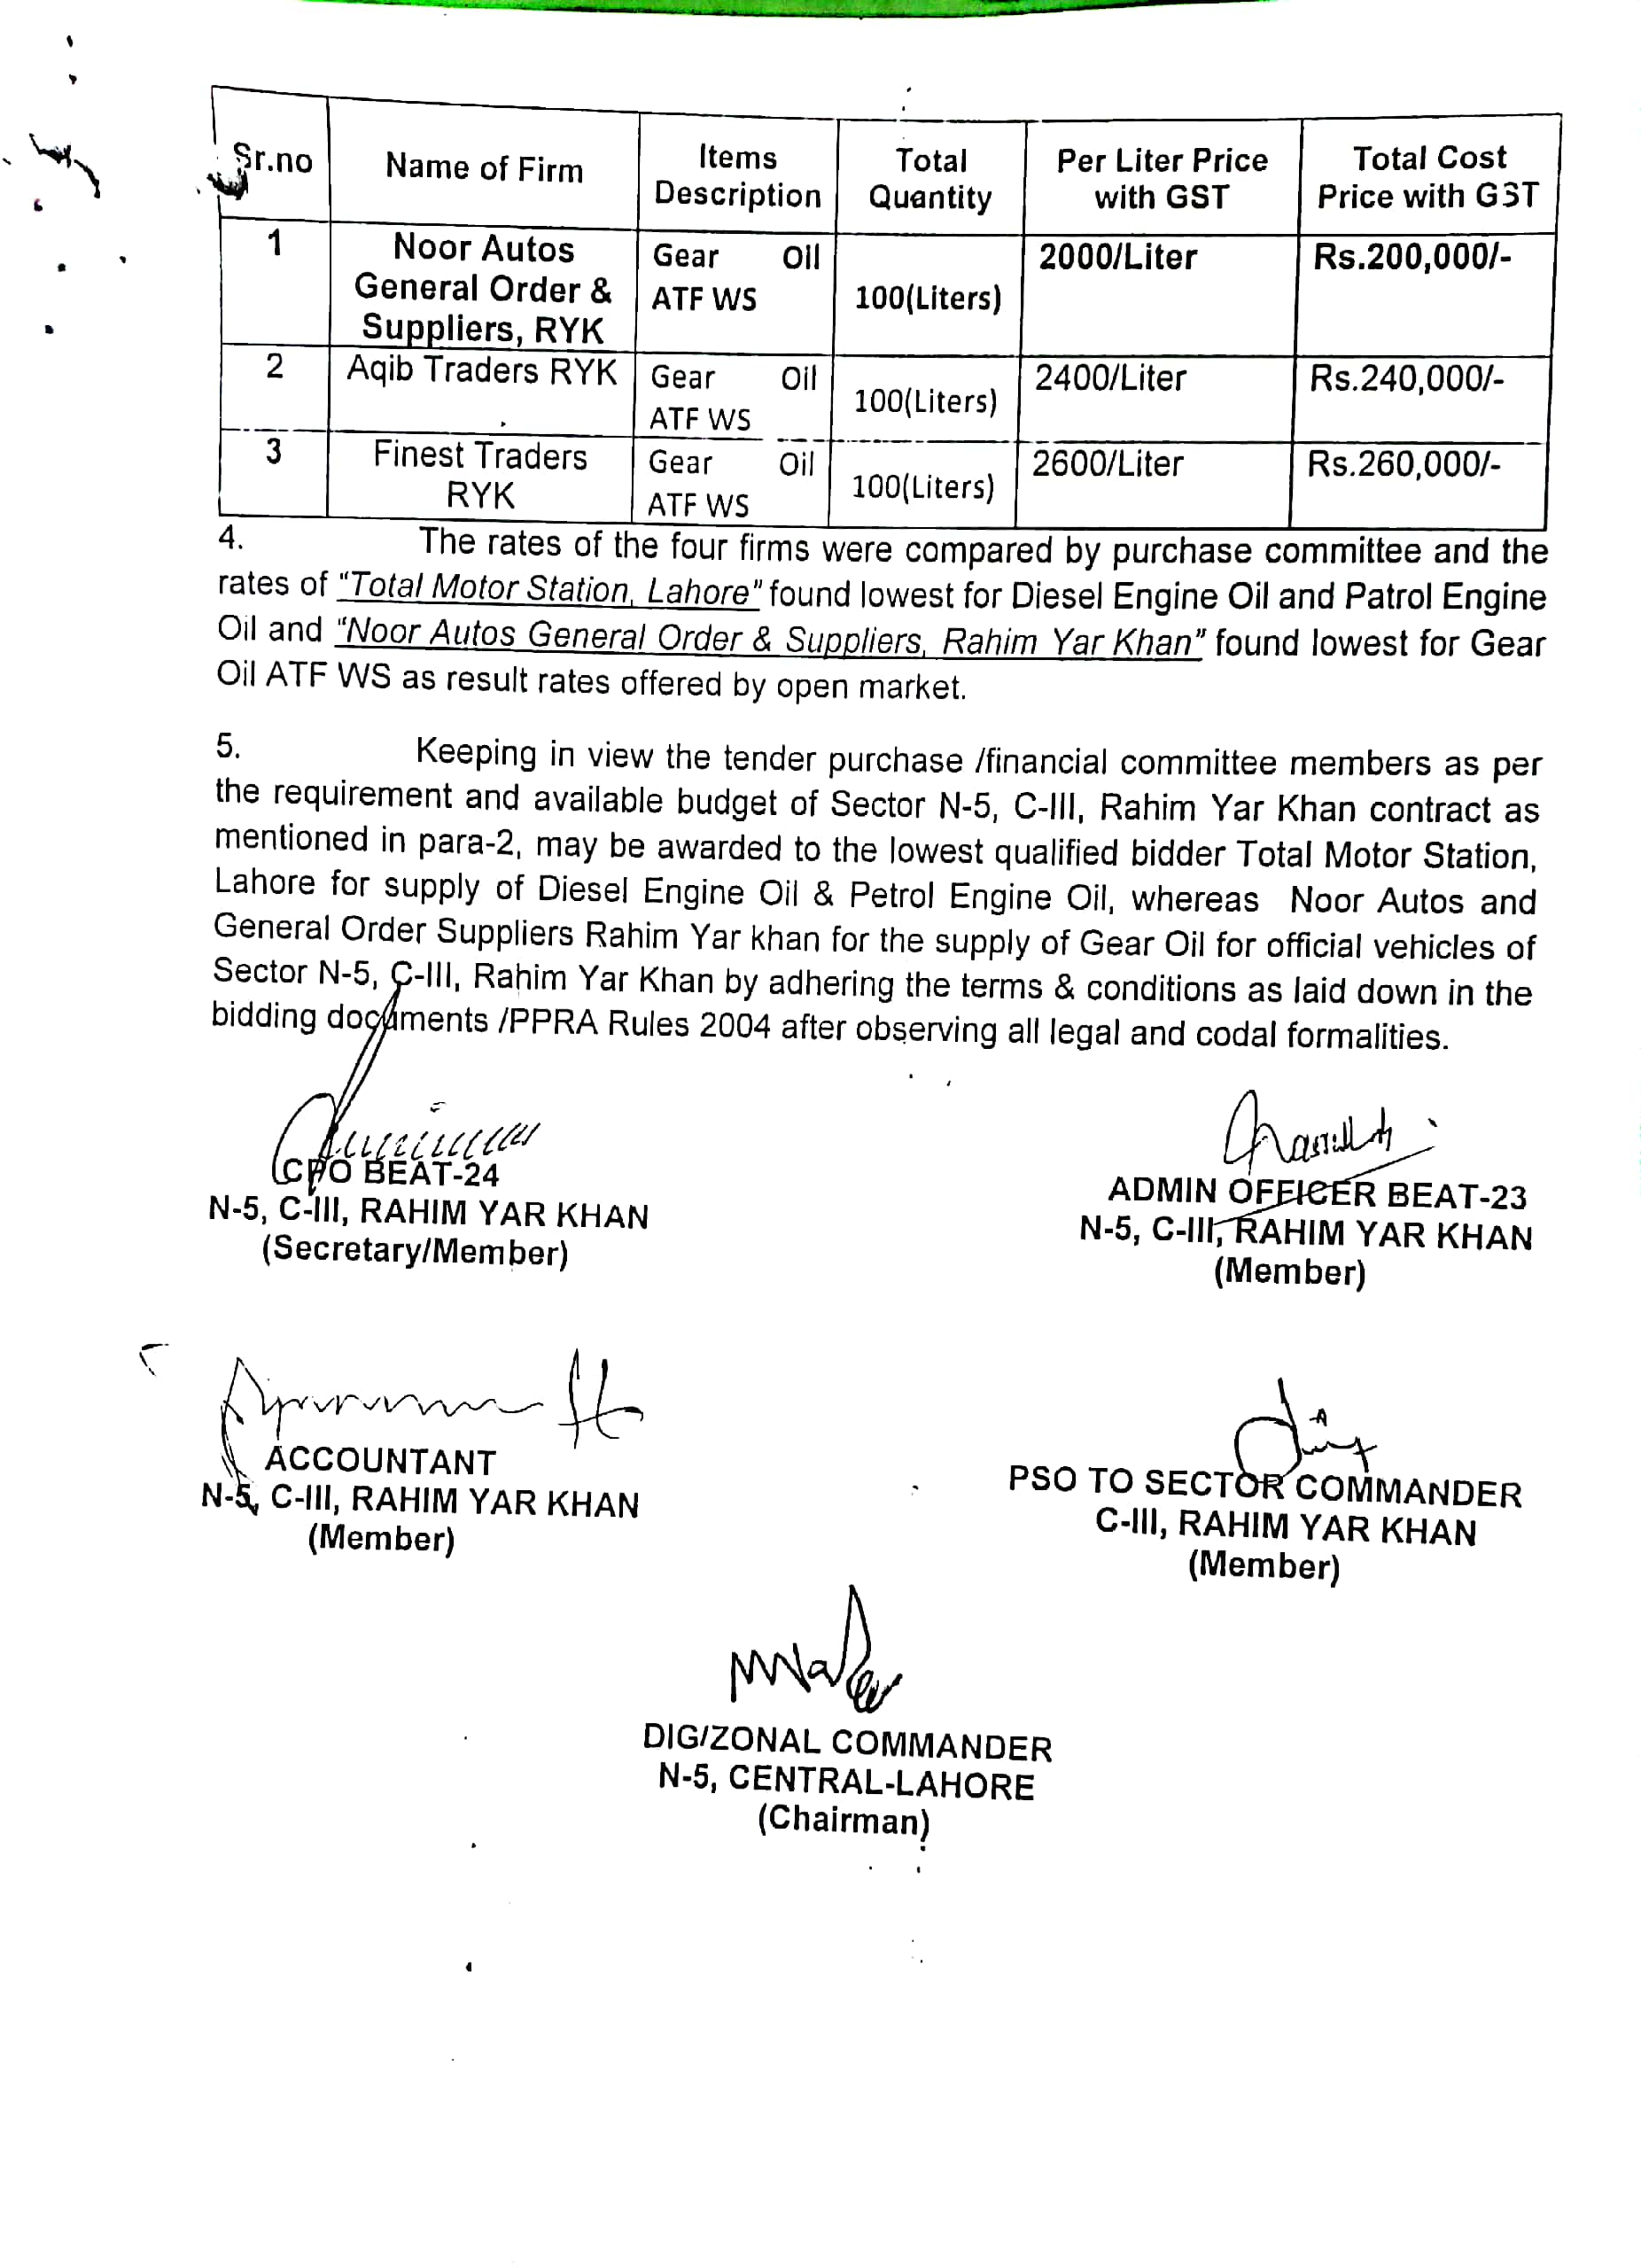 Sr.no Name of Firm Items Description Total Quantity Per Liter Price with GST Total Cost Price with GST
1 Noor Autos General Order & Suppliers, RYK Gear Oil ATF WS 100(Liters) 2000/Liter Rs.200,000/-
2 Aqib Traders RYK Gear Oil ATF WS 100(Liters) 2400/Liter Rs.240,000/-
3 Finest Traders RYK Gear Oil ATF WS 100(Liters) 2600/Liter Rs.260,000/-
4. The rates of the four firms were compared by purchase committee and the
rates of "Total Motor Station, Lahore" found lowest for Diesel Engine Oil and Patrol Engine
Oil and "Noor Autos General Order & Suppliers, Rahim Yar Khan" found lowest for Gear
Oil ATF WS as result rates offered by open market.
5. Keeping in view the tender purchase /financial committee members as per
the requirement and available budget of Sector N-5, C-III, Rahim Yar Khan contract as
mentioned in para-2, may be awarded to the lowest qualified bidder Total Motor Station,
Lahore for supply of Diesel Engine Oil & Petrol Engine Oil, whereas Noor Autos and
General Order Suppliers Rahim Yar khan for the supply of Gear Oil for official vehicles of
Sector N-5, C-III, Rahim Yar Khan by adhering the terms & conditions as laid down in the
bidding documents /PPRA Rules 2004 after observing all legal and codal formalities.
CPO BEAT-24
N-5, C-III, RAHIM YAR KHAN
(Secretary/Member)
ADMIN OFFICER BEAT-23
N-5, C-III, RAHIM YAR KHAN
(Member)
ACCOUNTANT
N-5, C-III, RAHIM YAR KHAN
(Member)
PSO TO SECTOR COMMANDER
C-III, RAHIM YAR KHAN
(Member)
DIG/ZONAL COMMANDER
N-5, CENTRAL-LAHORE
(Chairman)